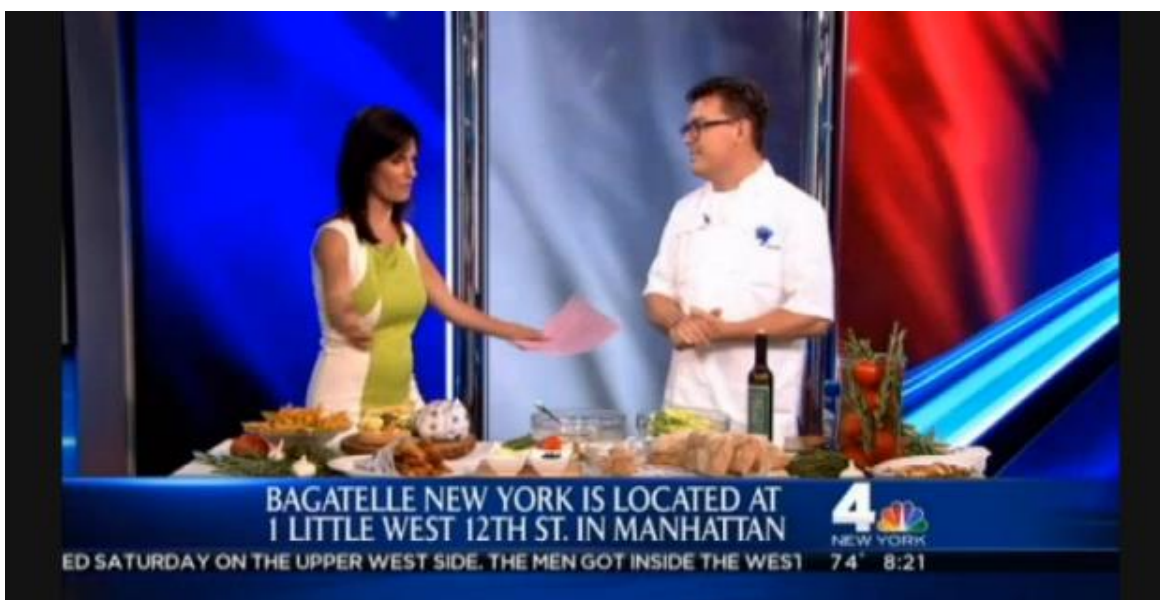 BAGATELLE NEW YORK IS LOCATED AT
1 LITTLE WEST 12TH ST. IN MANHATTAN
4
NEW YORK
ED SATURDAY ON THE UPPER WEST SIDE. THE MEN GOT INSIDE THE WEST
74° 8:21